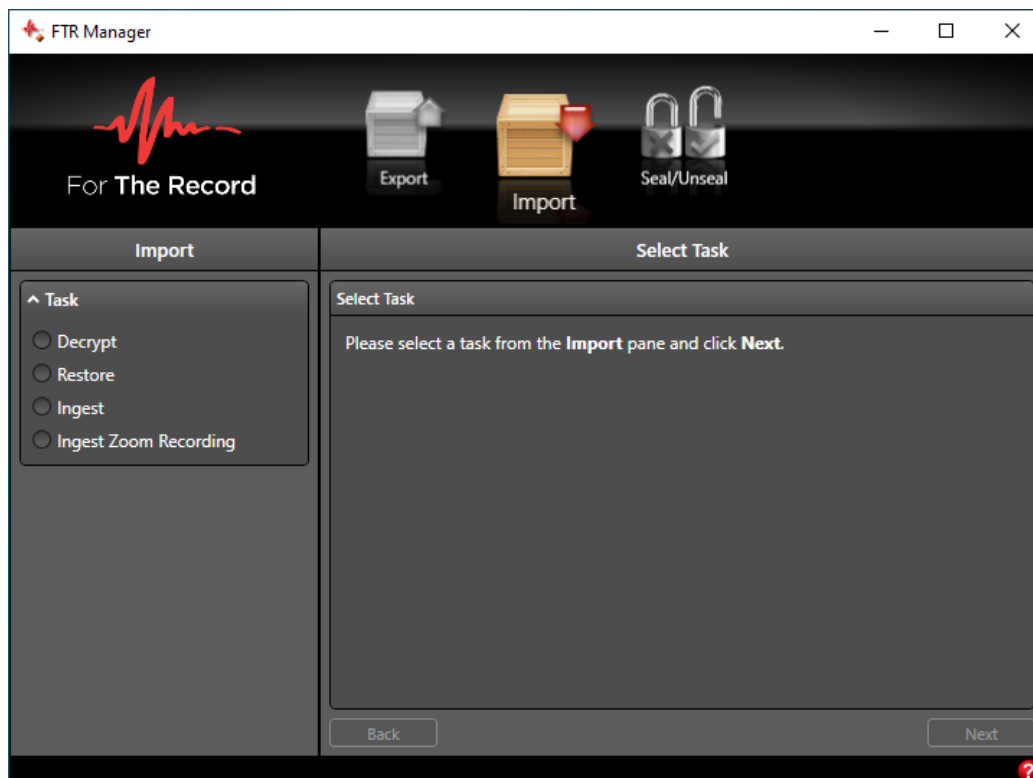 FTR Manager
For The Record
Export
Import
Seal/Unseal
Import
Select Task
Task
Decrypt
Restore
Ingest
Ingest Zoom Recording
Select Task
Please select a task from the Import pane and click Next.
Back
Next
?